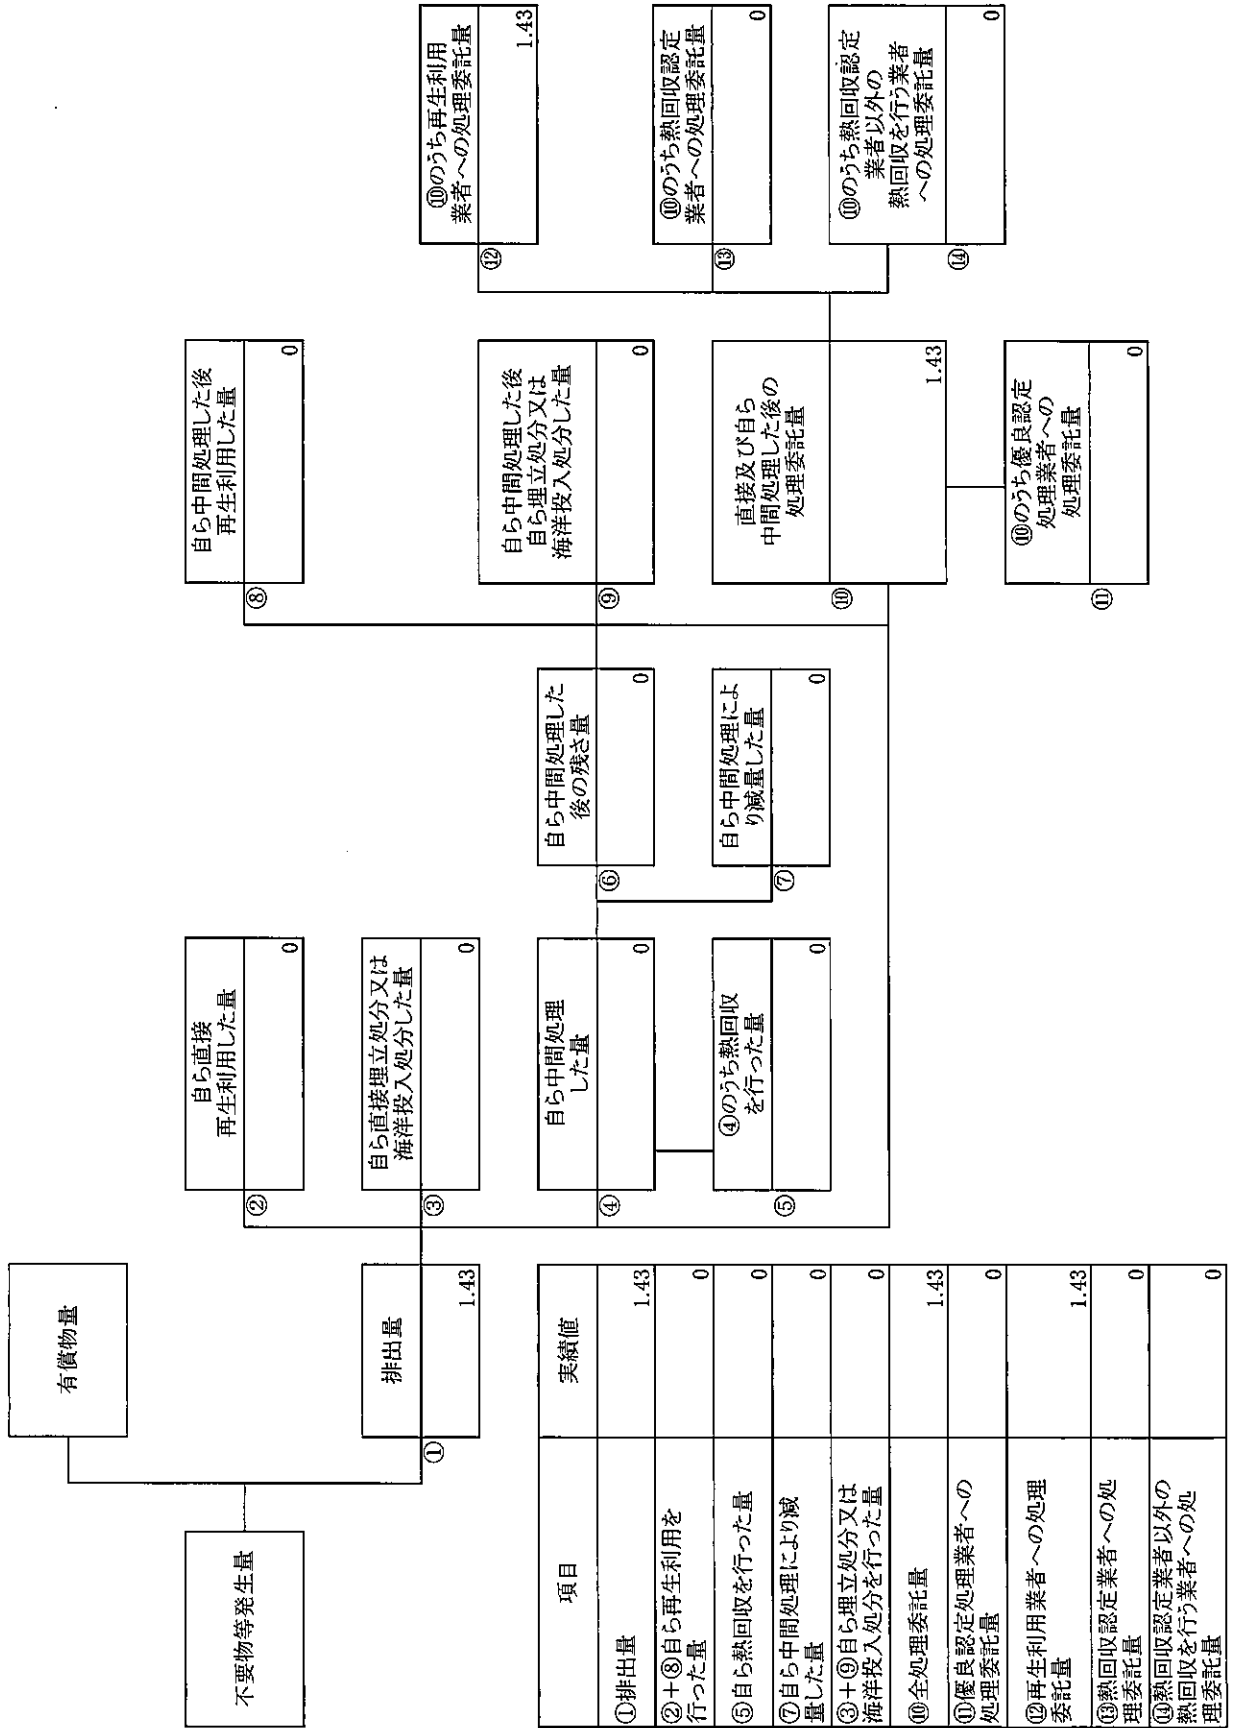 不要物等発生量
有償物量
排出量
①
1.43
自ら直接
再生利用した量
②
0
自ら直接埋立処分又は
海洋投入処分した量
③
0
自ら中間処理
した量
④
0
④のうち熱回収
を行った量
⑤
0
自ら中間処理した
後の残さ量
⑥
0
自ら中間処理によ
り減量した量
⑦
0
自ら中間処理した後
再生利用した量
⑧
0
自ら中間処理した後
自ら埋立処分又は
海洋投入処分した量
⑨
0
直接及び自ら
中間処理した後の
処理委託量
⑩
1.43
⑩のうち優良認定
処理業者への
処理委託量
⑪
0
⑩のうち再生利用
業者への処理委託量
⑫
1.43
⑩のうち熱回収認定
業者への処理委託量
⑬
0
⑩のうち熱回収認定
業者以外の
熱回収を行う業者
への処理委託量
⑭
0
項目 実績値
①排出量 1.43
②+⑧自ら再生利用を
行った量 0
⑤自ら熱回収を行った量 0
⑦自ら中間処理により減
量した量 0
③+⑨自ら埋立処分又は
海洋投入処分を行った量 0
⑩全処理委託量 1.43
⑪優良認定処理業者への
処理委託量 0
⑫再生利用業者への処理
委託量 1.43
⑬熱回収認定業者への処
理委託量 0
⑭熱回収認定業者以外の
熱回収を行う業者への処
理委託量 0